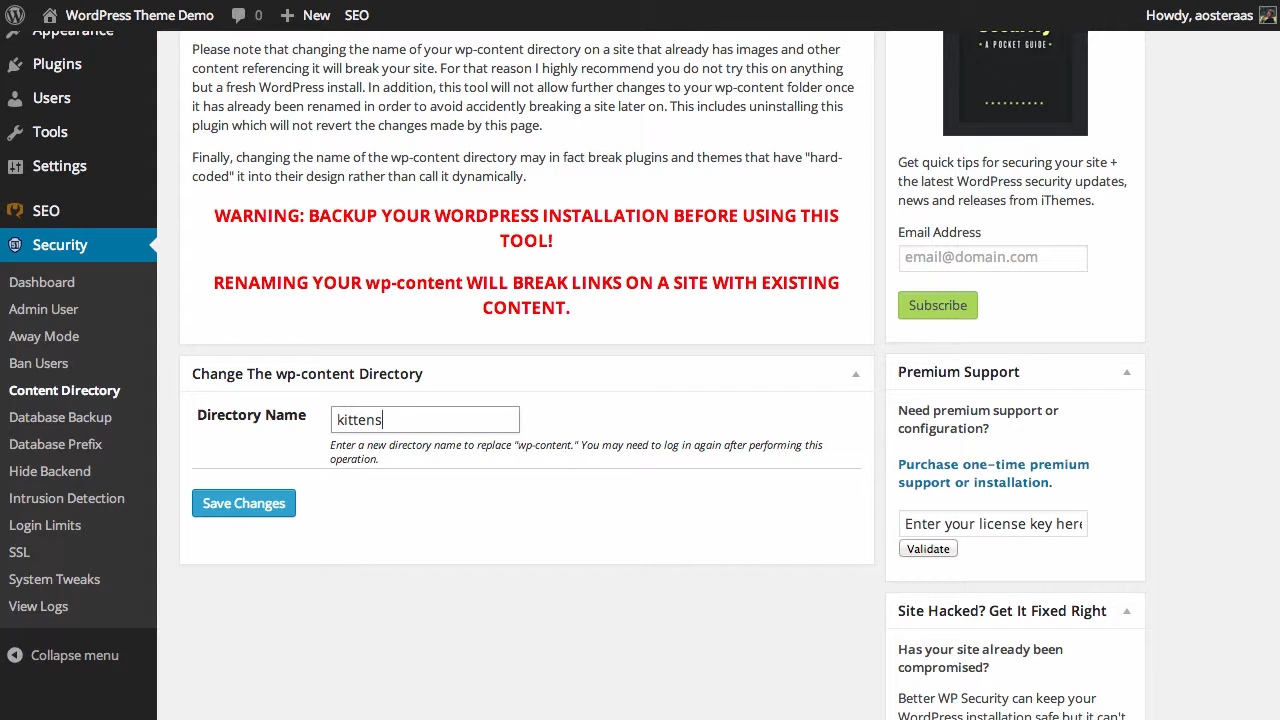 WordPress Theme Demo 0 New SEO Howdy, aosteraas
Appearance
Plugins
Users
Tools
Settings
SEO
Security
Dashboard
Admin User
Away Mode
Ban Users
Content Directory
Database Backup
Database Prefix
Hide Backend
Intrusion Detection
Login Limits
SSL
System Tweaks
View Logs
Collapse menu
Please note that changing the name of your wp-content directory on a site that already has images and other
content referencing it will break your site. For that reason I highly recommend you do not try this on anything
but a fresh WordPress install. In addition, this tool will not allow further changes to your wp-content folder once
it has already been renamed in order to avoid accidently breaking a site later on. This includes uninstalling this
plugin which will not revert the changes made by this page.
Finally, changing the name of the wp-content directory may in fact break plugins and themes that have "hard-
coded" it into their design rather than call it dynamically.
WARNING: BACKUP YOUR WORDPRESS INSTALLATION BEFORE USING THIS
TOOL!
RENAMING YOUR wp-content WILL BREAK LINKS ON A SITE WITH EXISTING
CONTENT.
Change The wp-content Directory
Directory Name kittens
Enter a new directory name to replace "wp-content." You may need to log in again after performing this
operation.
Save Changes
Security
• A POCKET GUIDE •
Get quick tips for securing your site +
the latest WordPress security updates,
news and releases from iThemes.
Email Address
email@domain.com
Subscribe
Premium Support
Need premium support or
configuration?
Purchase one-time premium
support or installation.
Enter your license key here
Validate
Site Hacked? Get It Fixed Right
Has your site already been
compromised?
Better WP Security can keep your
WordPress installation safe but it can't